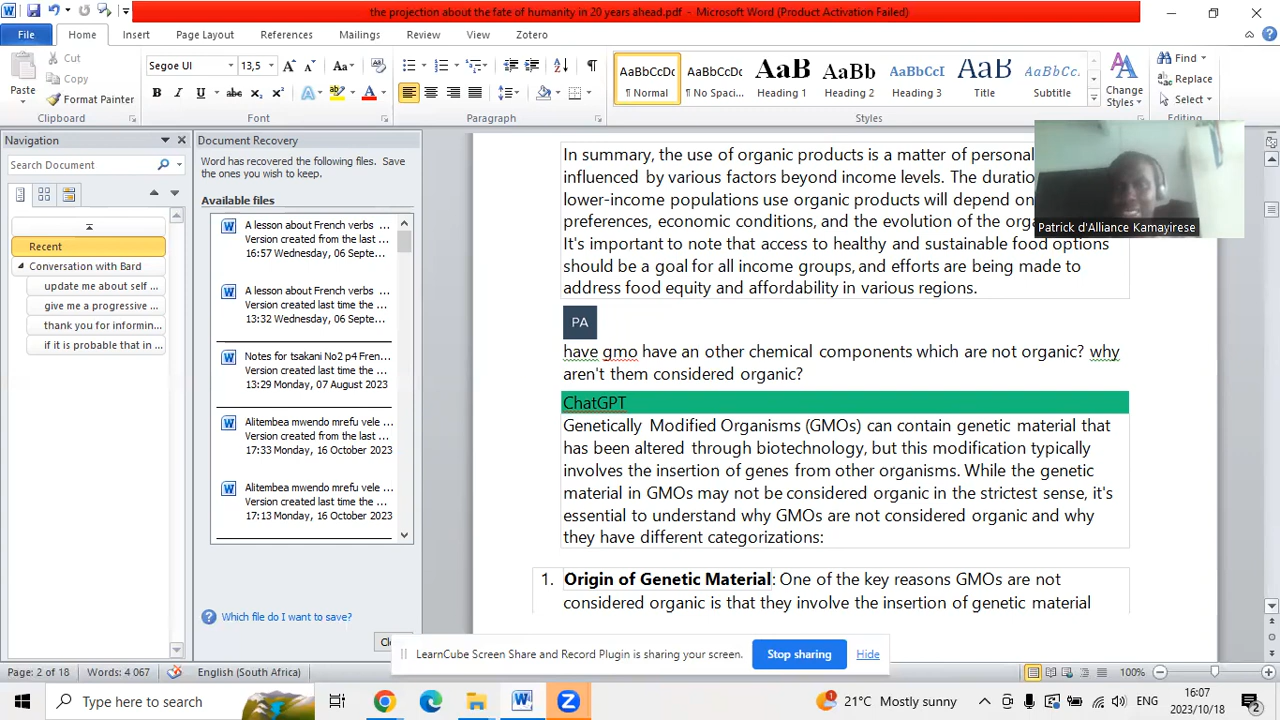 the projection about the fate of humanity in 20 years ahead.pdf - Microsoft Word (Product Activation Failed)
File Home Insert Page Layout References Mailings Review View Zotero
Paste
Cut
Copy
Format Painter
Clipboard
Segoe UI 13,5
Font
Paragraph
AaBbCcDc AaBbCcDc AaB AaBbCc AaBbCcI AaB AaBbCc.
¶ Normal ¶ No Spaci... Heading 1 Heading 2 Heading 3 Title Subtitle
Styles
Change
Styles
Find
Replace
Select
Editing
Navigation
Search Document
Recent
Conversation with Bard
update me about self ...
give me a progressive ...
thank you for informin...
if it is probable that in ...
Document Recovery
Word has recovered the following files. Save
the ones you wish to keep.
Available files
A lesson about French verbs ...
Version created from the last ...
16:57 Wednesday, 06 Septe...
A lesson about French verbs ...
Version created last time the ...
13:32 Wednesday, 06 Septe...
Notes for tsakani No2 p4 Fren...
Version created last time the ...
13:29 Monday, 07 August 2023
Alitembea mwendo mrefu vele ...
Version created last time the ...
17:33 Monday, 16 October 2023
Alitembea mwendo mrefu vele ...
Version created last time the ...
17:13 Monday, 16 October 2023
Which file do I want to save?
In summary, the use of organic products is a matter of personal
influenced by various factors beyond income levels. The duration
lower-income populations use organic products will depend on
preferences, economic conditions, and the evolution of the
It's important to note that access to healthy and sustainable food options
should be a goal for all income groups, and efforts are being made to
address food equity and affordability in various regions.
PA
have gmo have an other chemical components which are not organic? why
aren't them considered organic?
ChatGPT
Genetically Modified Organisms (GMOs) can contain genetic material that
has been altered through biotechnology, but this modification typically
involves the insertion of genes from other organisms. While the genetic
material in GMOs may not be considered organic in the strictest sense, it's
essential to understand why GMOs are not considered organic and why
they have different categorizations:
1. Origin of Genetic Material: One of the key reasons GMOs are not
considered organic is that they involve the insertion of genetic material
Patrick d'Alliance Kamayirese
LearnCube Screen Share and Record Plugin is sharing your screen. Stop sharing Hide
Page: 2 of 18 Words: 4 067 English (South Africa) 100%
Type here to search
21°C Mostly sunny
ENG
16:07
2023/10/18
2